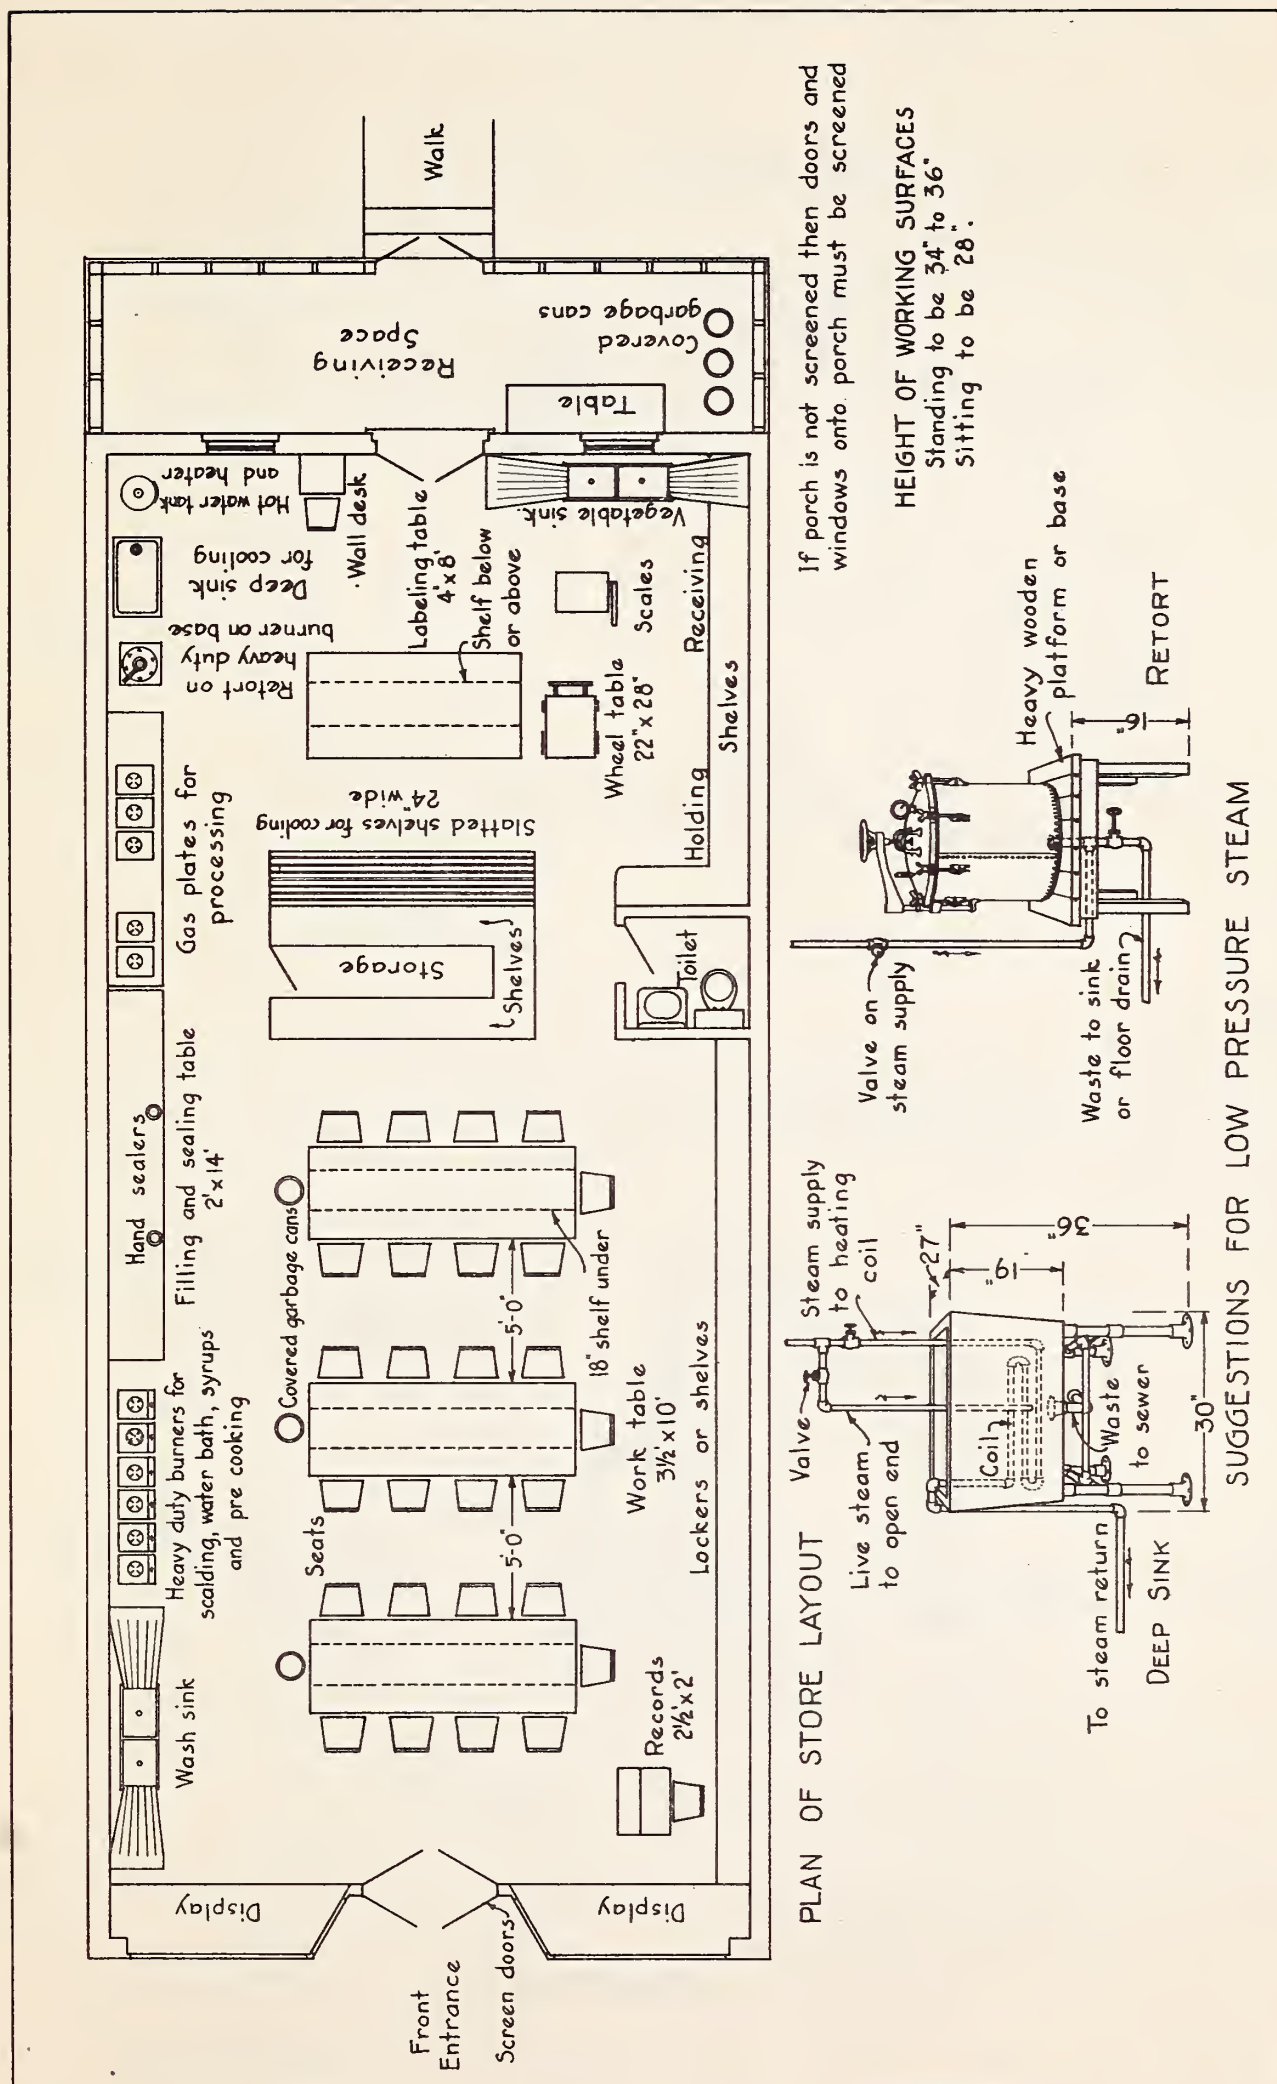 Wash sink
Heavy duty burners for
scalding, water bath, syrups
and pre cooking
Hand sealers
Filling and sealing table
2'x14'
Gas plates for
processing
Retort on
heavy duty
burner on base
Deep sink
for cooling
Hot water tank
and heater
Wall desk
Receiving
Space
Covered
garbage cans
Table
Walk
Display
Display
Front
Entrance
Screen doors
Seats
Covered garbage cans
5'-0"
5'-0"
18" shelf under
Work table
3½'x10'
Records
2½'x2'
Lockers or shelves
Storage
Shelves
Slatted shelves for cooling
24" wide
Toilet
Labeling table
4'x8'
Shelf below
or above
Wheel table
22"x28"
Scales
Vegetable sink
Holding
Receiving
Shelves
PLAN OF STORE LAYOUT
If porch is not screened then doors and
windows onto porch must be screened
HEIGHT OF WORKING SURFACES
Standing to be 34" to 36"
Sitting to be 28".
Valve
Live steam
to open end
Steam supply
to heating
coil
27"
19"
36"
Coil
Waste
to sewer
30"
To steam return
DEEP SINK
Valve on
steam supply
Waste to sink
or floor drain
Heavy wooden
platform or base
16"
RETORT
SUGGESTIONS FOR LOW PRESSURE STEAM